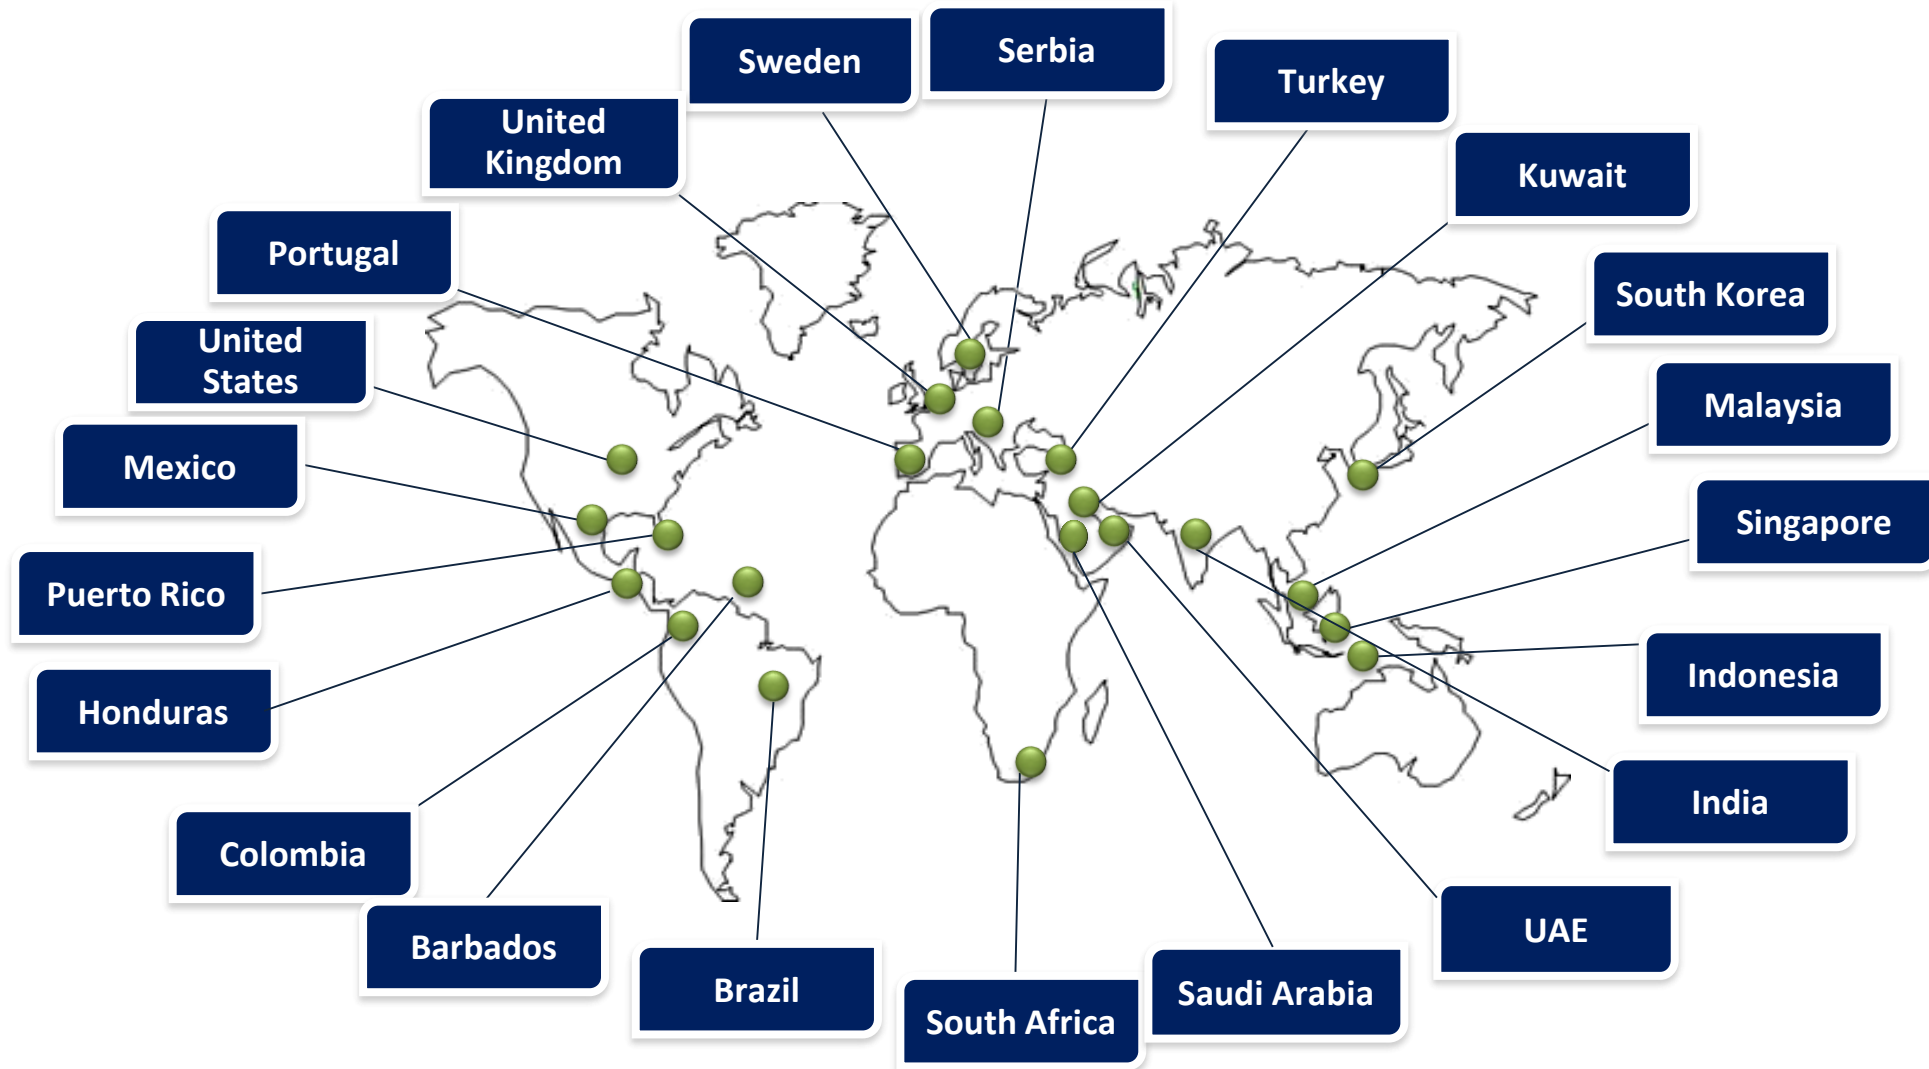 Sweden
Serbia
Turkey
United
Kingdom
Kuwait
Portugal
South Korea
United
States
Malaysia
Mexico
Singapore
Puerto Rico
Indonesia
Honduras
India
Colombia
UAE
Barbados
Brazil
Saudi Arabia
South Africa